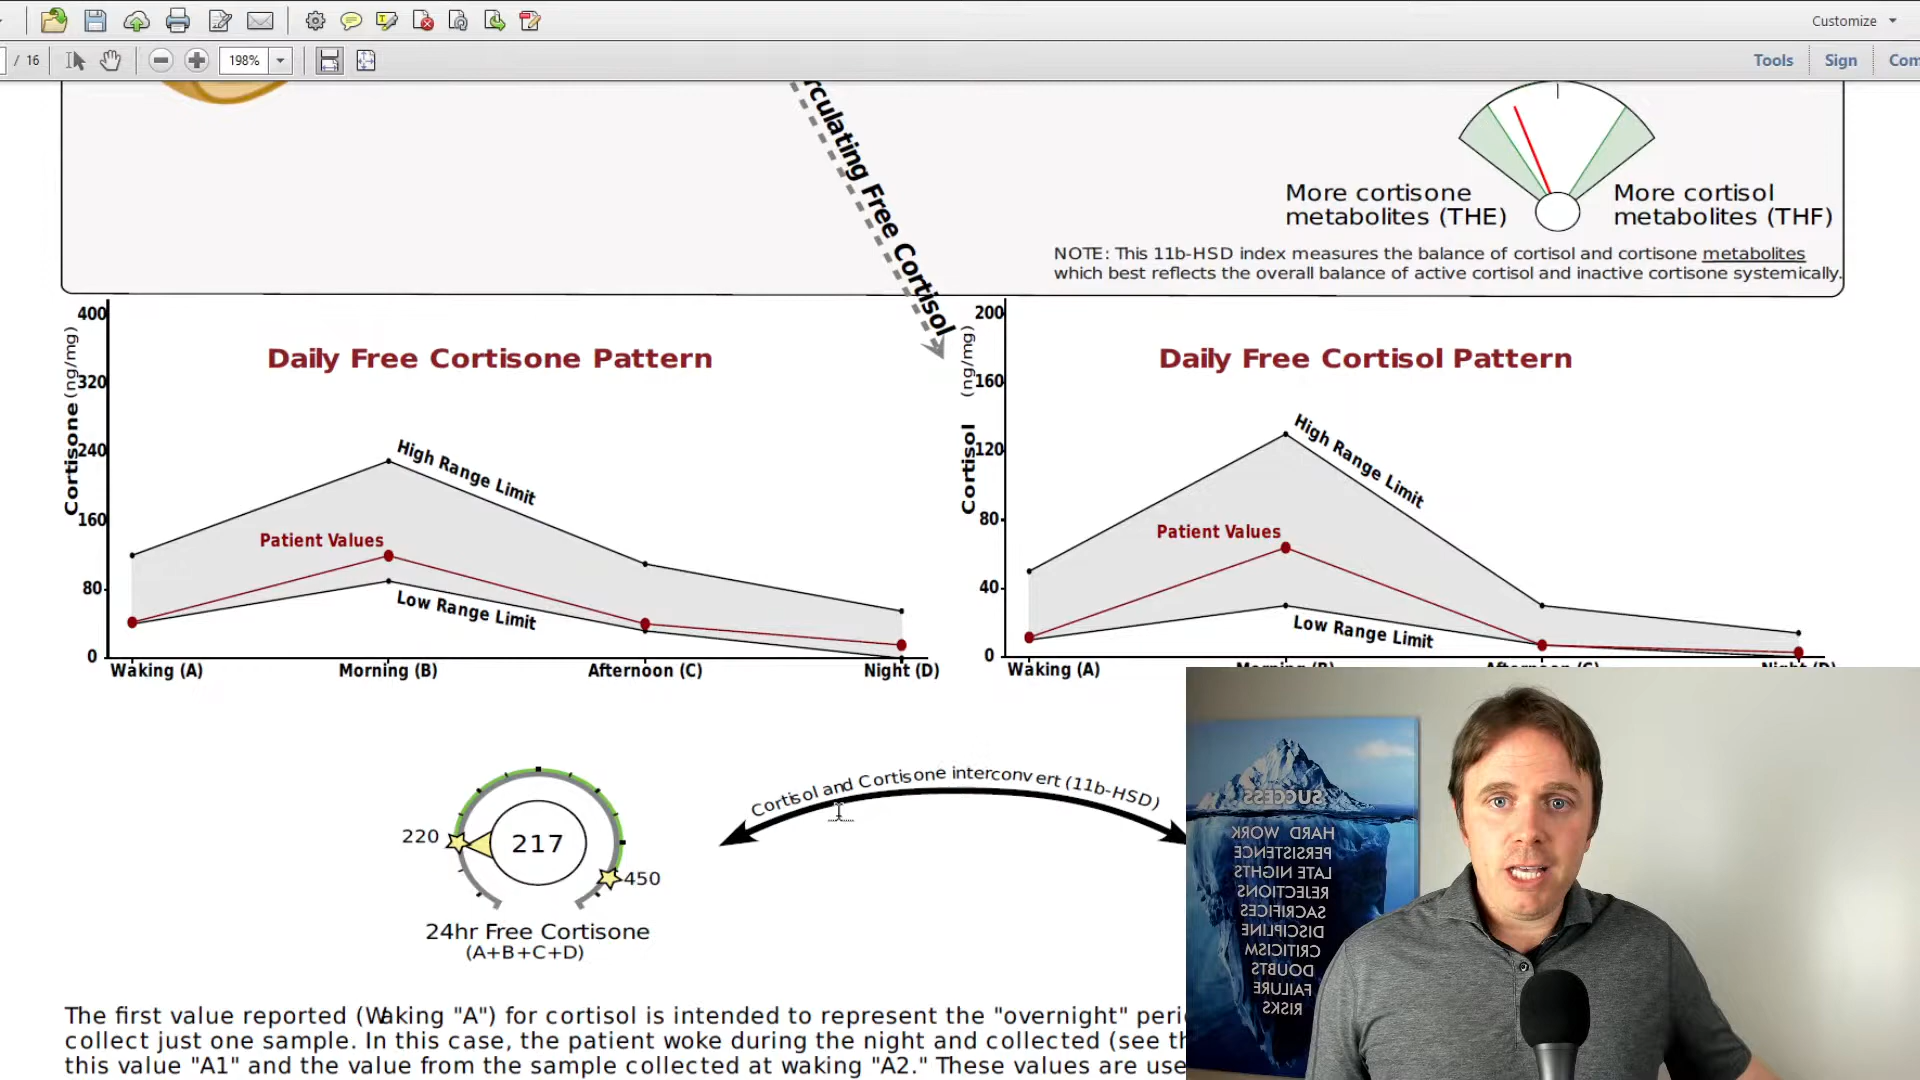 Customize
/ 16
198%
Tools
Sign
Com
rculating Free Cortisol
More cortisone
metabolites (THE)
More cortisol
metabolites (THF)
NOTE: This 11b-HSD index measures the balance of cortisol and cortisone metabolites
which best reflects the overall balance of active cortisol and inactive cortisone systemically.
Daily Free Cortisone Pattern
Cortisone (ng/mg)
400
320
240
160
80
0
High Range Limit
Patient Values
Low Range Limit
Waking (A)
Morning (B)
Afternoon (C)
Night (D)
Daily Free Cortisol Pattern
Cortisol (ng/mg)
200
160
120
80
40
0
High Range Limit
Patient Values
Low Range Limit
Waking (A)
Morning (B)
Afternoon (C)
Night (D)
220
217
450
24hr Free Cortisone
(A+B+C+D)
Cortisol and Cortisone interconvert (11b-HSD)
The first value reported (Waking "A") for cortisol is intended to represent the "overnight" peri
collect just one sample. In this case, the patient woke during the night and collected (see th
this value "A1" and the value from the sample collected at waking "A2." These values are use
SUCCESS
HARD WORK
PERSISTENCE
LATE NIGHTS
REJECTIONS
SACRIFICES
DISCIPLINE
CRITICISM
DOUBTS
FAILURE
RISKS